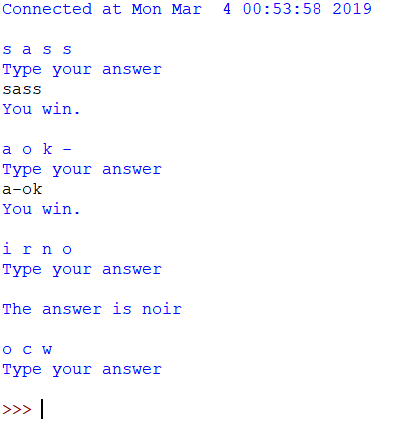 Connected at Mon Mar  4 00:53:58 2019
s a s s
Type your answer
sass
You win.
a o k -
Type your answer
a-ok
You win.
i r n o
Type your answer
The answer is noir
o c w
Type your answer
>>>